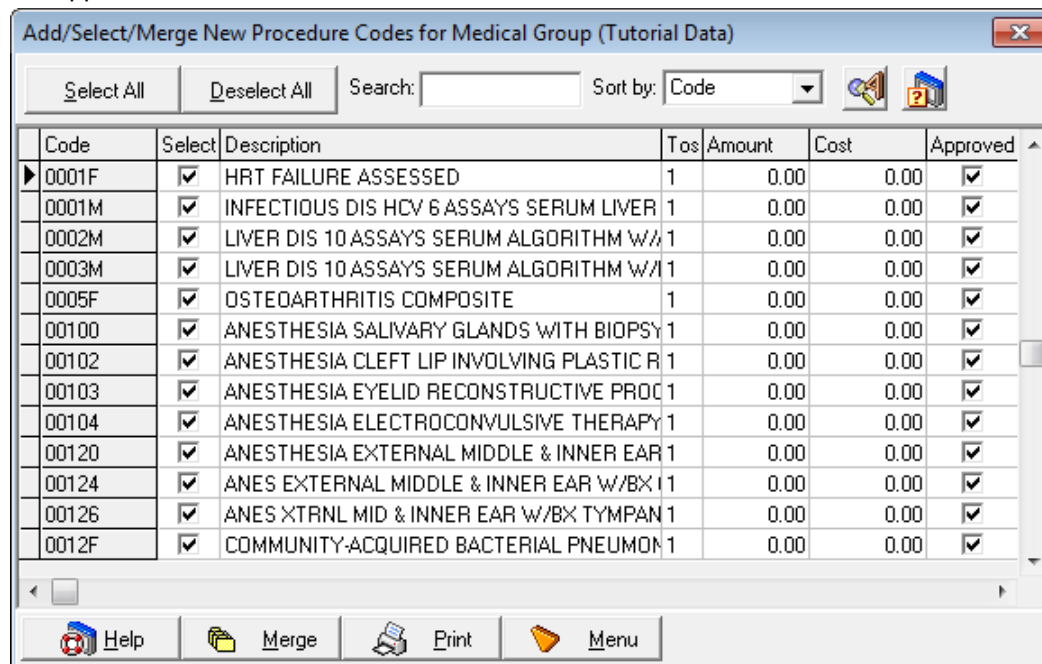 Add/Select/Merge New Procedure Codes for Medical Group (Tutorial Data)
Select All Deselect All Search: Sort by: Code
Code Select Description Tos Amount Cost Approved
0001F HRT FAILURE ASSESSED 1 0.00 0.00
0001M INFECTIOUS DIS HCV 6 ASSAYS SERUM LIVER 1 0.00 0.00
0002M LIVER DIS 10 ASSAYS SERUM ALGORITHM W/ 1 0.00 0.00
0003M LIVER DIS 10 ASSAYS SERUM ALGORITHM W/ 1 0.00 0.00
0005F OSTEOARTHRITIS COMPOSITE 1 0.00 0.00
00100 ANESTHESIA SALIVARY GLANDS WITH BIOPSY 1 0.00 0.00
00102 ANESTHESIA CLEFT LIP INVOLVING PLASTIC R 1 0.00 0.00
00103 ANESTHESIA EYELID RECONSTRUCTIVE PROC 1 0.00 0.00
00104 ANESTHESIA ELECTROCONVULSIVE THERAPY 1 0.00 0.00
00120 ANESTHESIA EXTERNAL MIDDLE & INNER EAR 1 0.00 0.00
00124 ANES EXTERNAL MIDDLE & INNER EAR W/BX 1 0.00 0.00
00126 ANES XTRNL MID & INNER EAR W/BX TYMPAN 1 0.00 0.00
0012F COMMUNITY-ACQUIRED BACTERIAL PNEUMON 1 0.00 0.00
Help Merge Print Menu